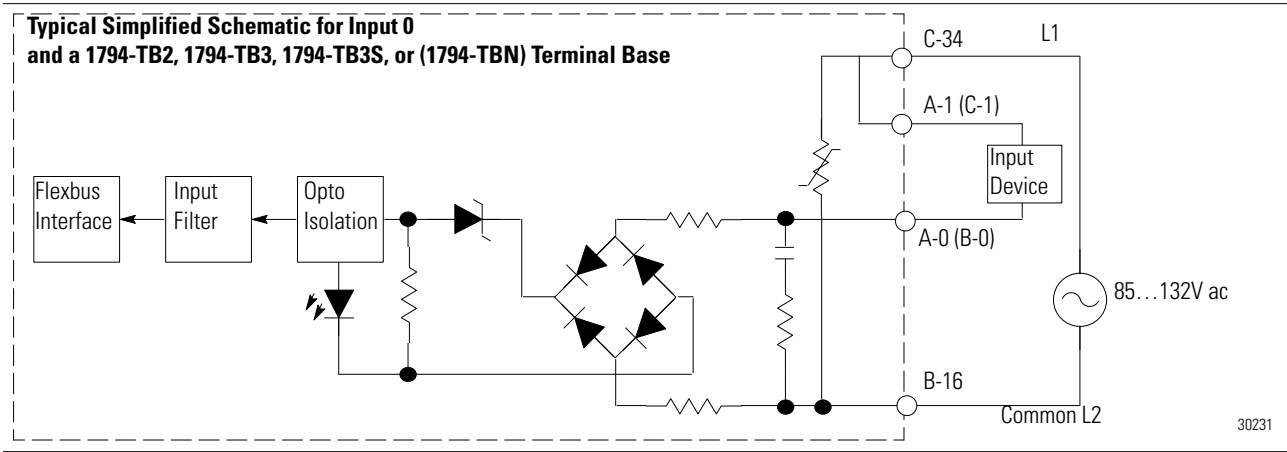 Typical Simplified Schematic for Input 0
and a 1794-TB2, 1794-TB3, 1794-TB3S, or (1794-TBN) Terminal Base
C-34
L1
A-1 (C-1)
Input
Device
Flexbus
Interface
Input
Filter
Opto
Isolation
A-0 (B-0)
85...132V ac
B-16
Common L2
30231